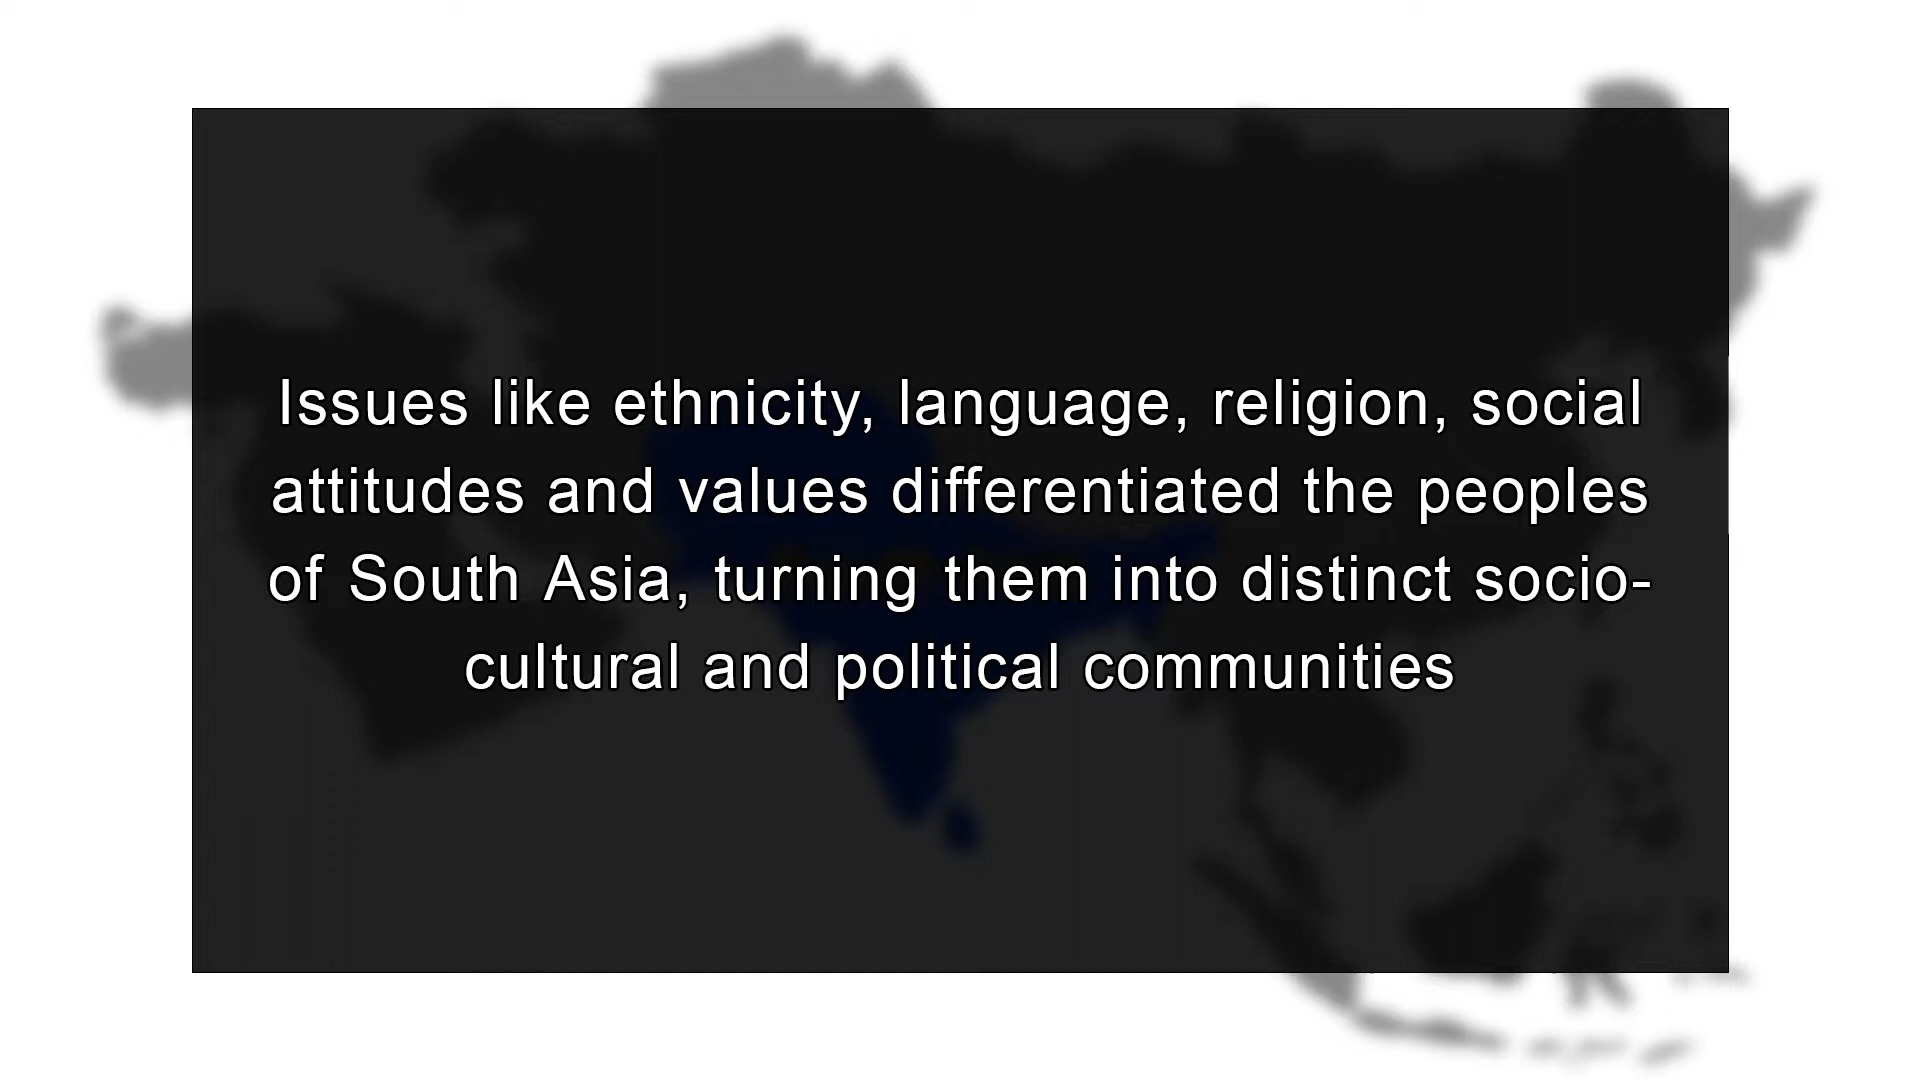 Issues like ethnicity, language, religion, social
attitudes and values differentiated the peoples
of South Asia, turning them into distinct socio-
cultural and political communities